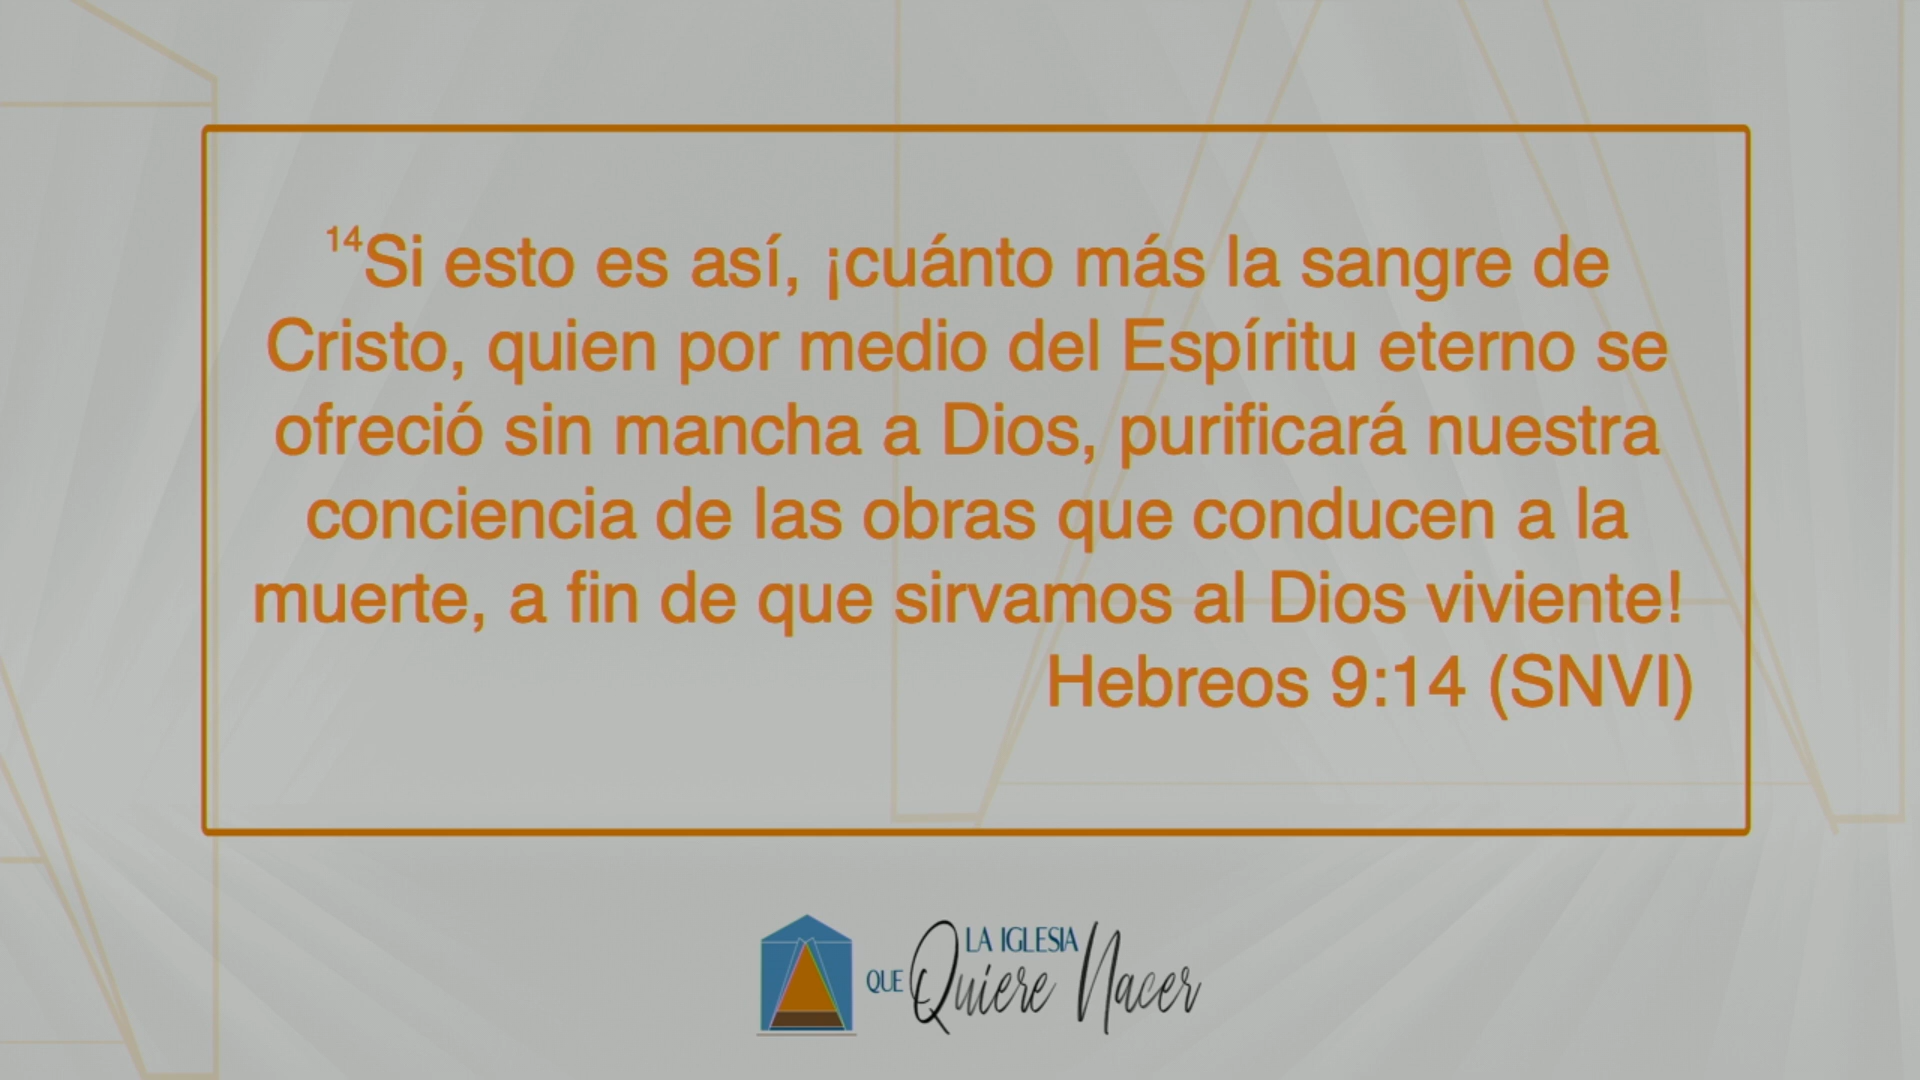 ¹⁴Si esto es así, ¡cuánto más la sangre de
Cristo, quien por medio del Espíritu eterno se
ofreció sin mancha a Dios, purificará nuestra
conciencia de las obras que conducen a la
muerte, a fin de que sirvamos al Dios viviente!
Hebreos 9:14 (SNVI)
LA IGLESIA
QUE Quiere Nacer